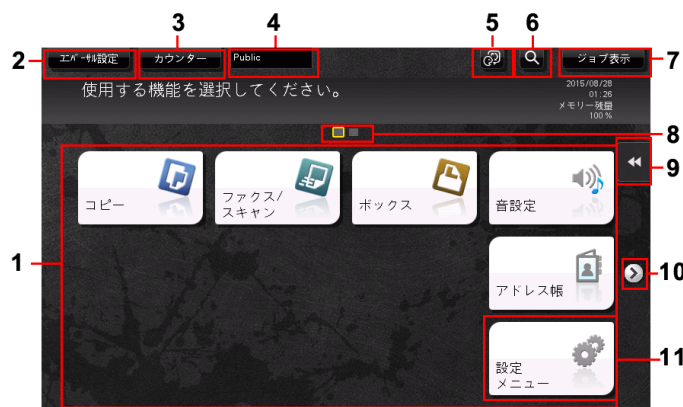 3
4
5
6
2
ユニバーサル設定
カウンター
Public
ジョブ表示
7
使用する機能を選択してください。
2015/08/28
01:26
メモリー残量
100 %
8
9
コピー
ファクス/
スキャン
ボックス
音設定
1
アドレス帳
10
設定
メニュー
11